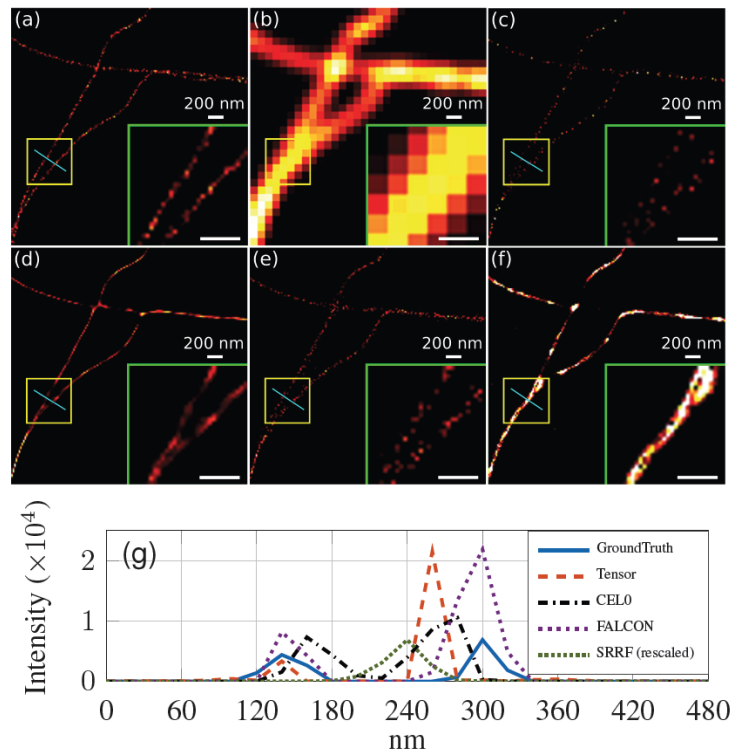 (a) (b) (c)
200 nm 200 nm 200 nm
(d) (e) (f)
200 nm 200 nm 200 nm
(g)
Intensity (×10⁴)
2
1
0
GroundTruth
Tensor
CEL0
FALCON
SRRF (rescaled)
0 60 120 180 240 300 360 420 480
nm